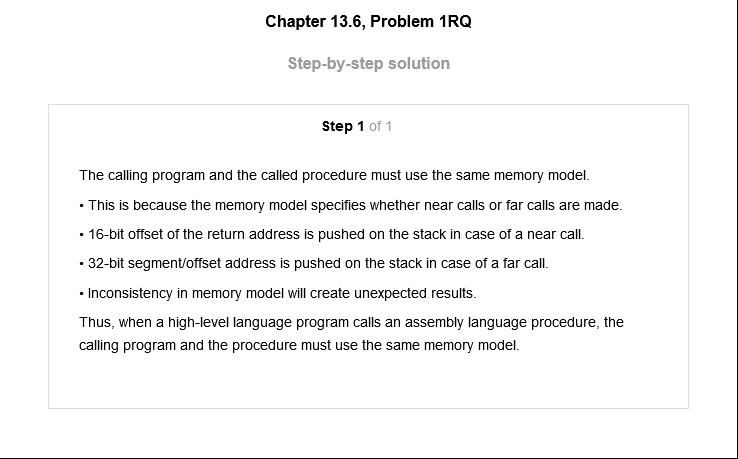 Chapter 13.6, Problem 1RQ
Step-by-step solution
Step 1 of 1
The calling program and the called procedure must use the same memory model.
• This is because the memory model specifies whether near calls or far calls are made.
• 16-bit offset of the return address is pushed on the stack in case of a near call.
• 32-bit segment/offset address is pushed on the stack in case of a far call.
• Inconsistency in memory model will create unexpected results.
Thus, when a high-level language program calls an assembly language procedure, the
calling program and the procedure must use the same memory model.